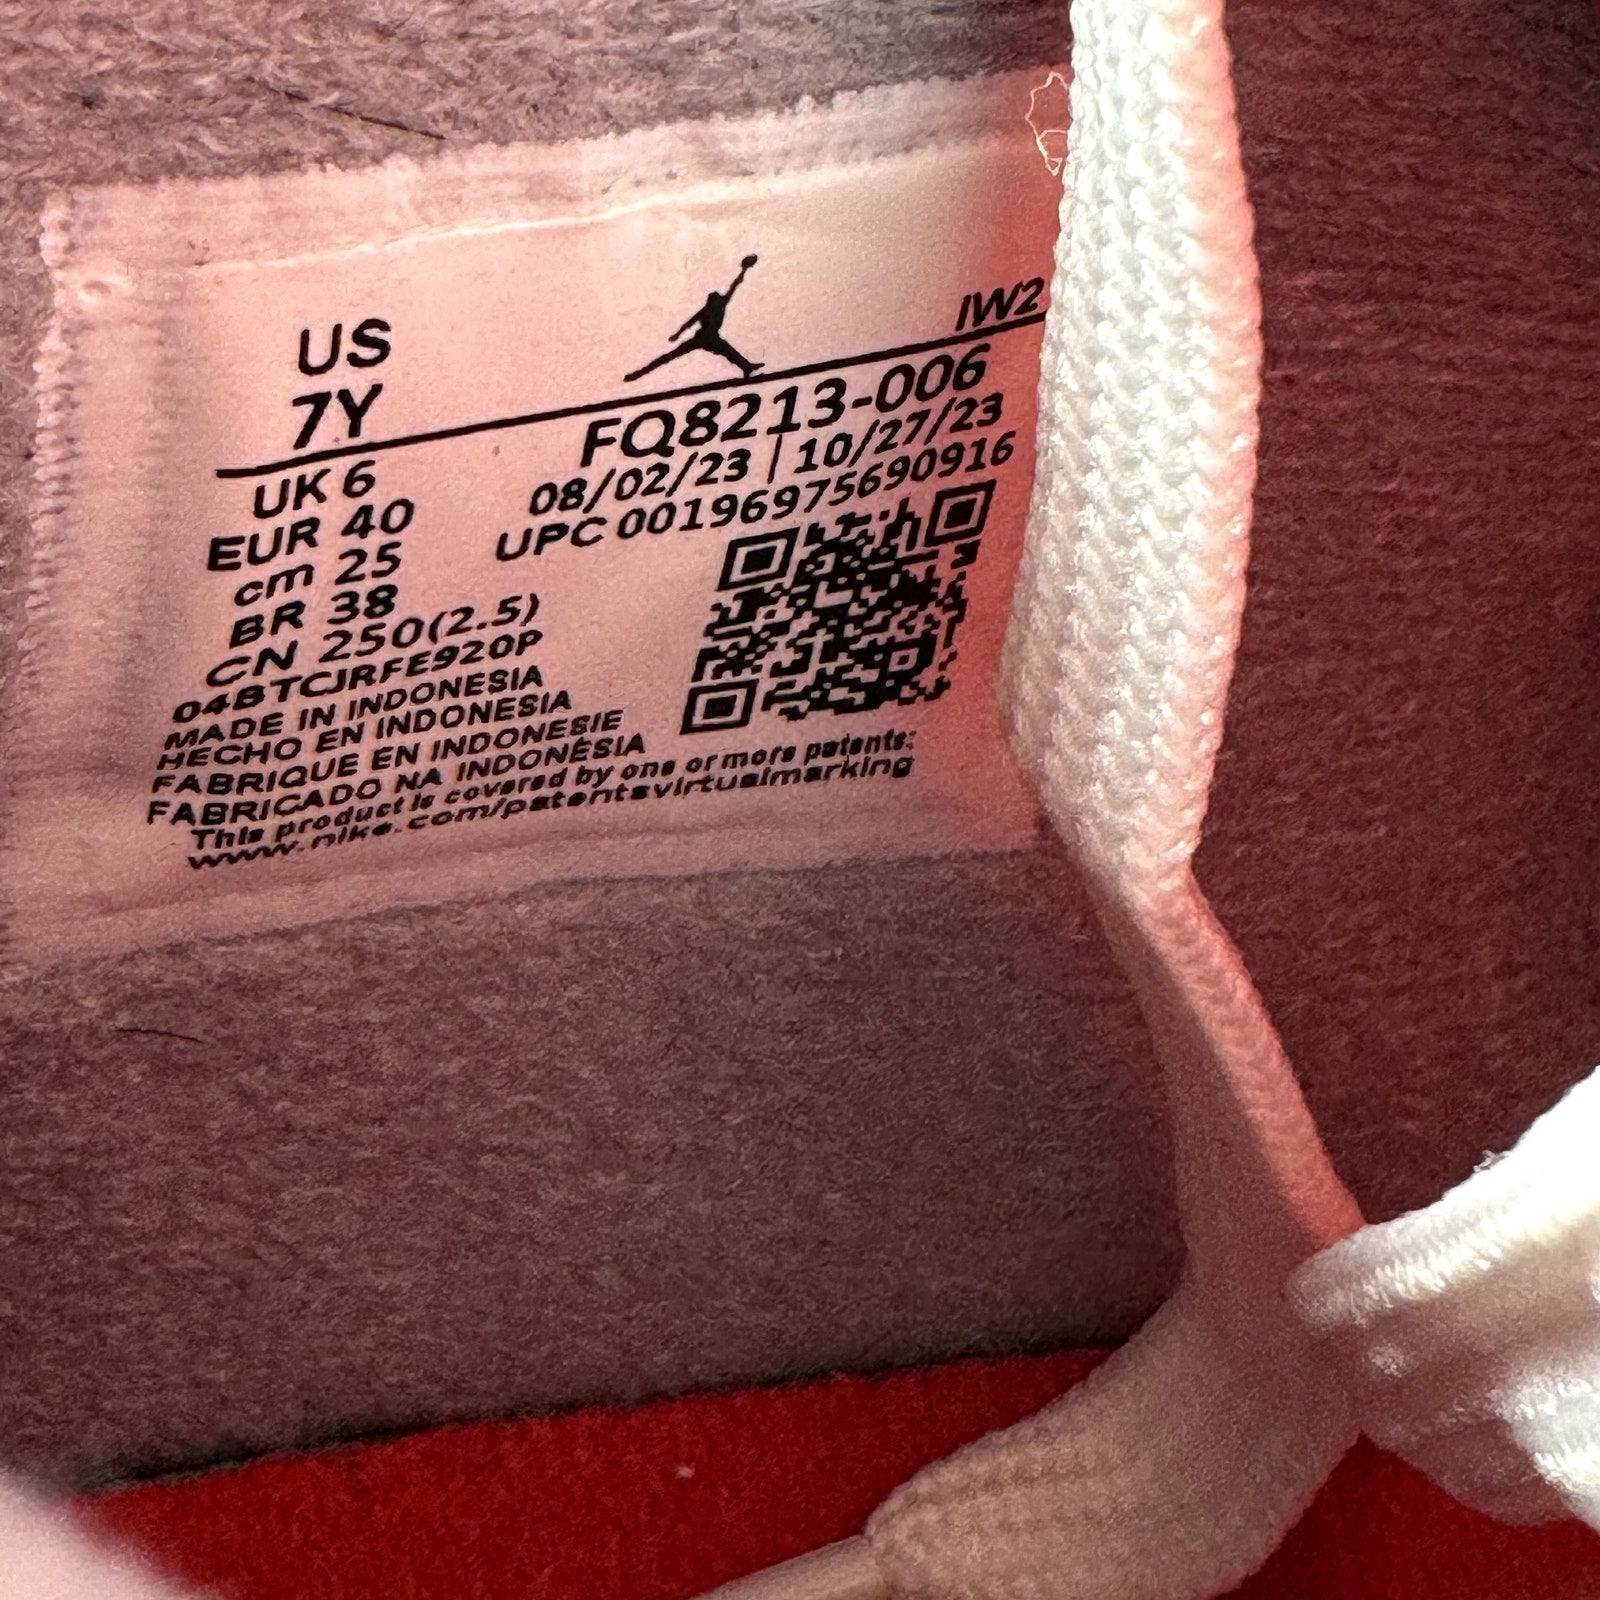 US
7Y
IW2
FQ8213-006
08/02/23 | 10/27/23
UPC 00196975690916
UK 6
EUR 40
cm 25
BR 38
CN 250(2.5)
04BTCJRFE920P
MADE IN INDONESIA
HECHO EN INDONESIA
FABRIQUE EN INDONESIE
FABRICADO NA INDONÉSIA
This product is covered by one or more patents:
www.nike.com/patentsvirtualmarking